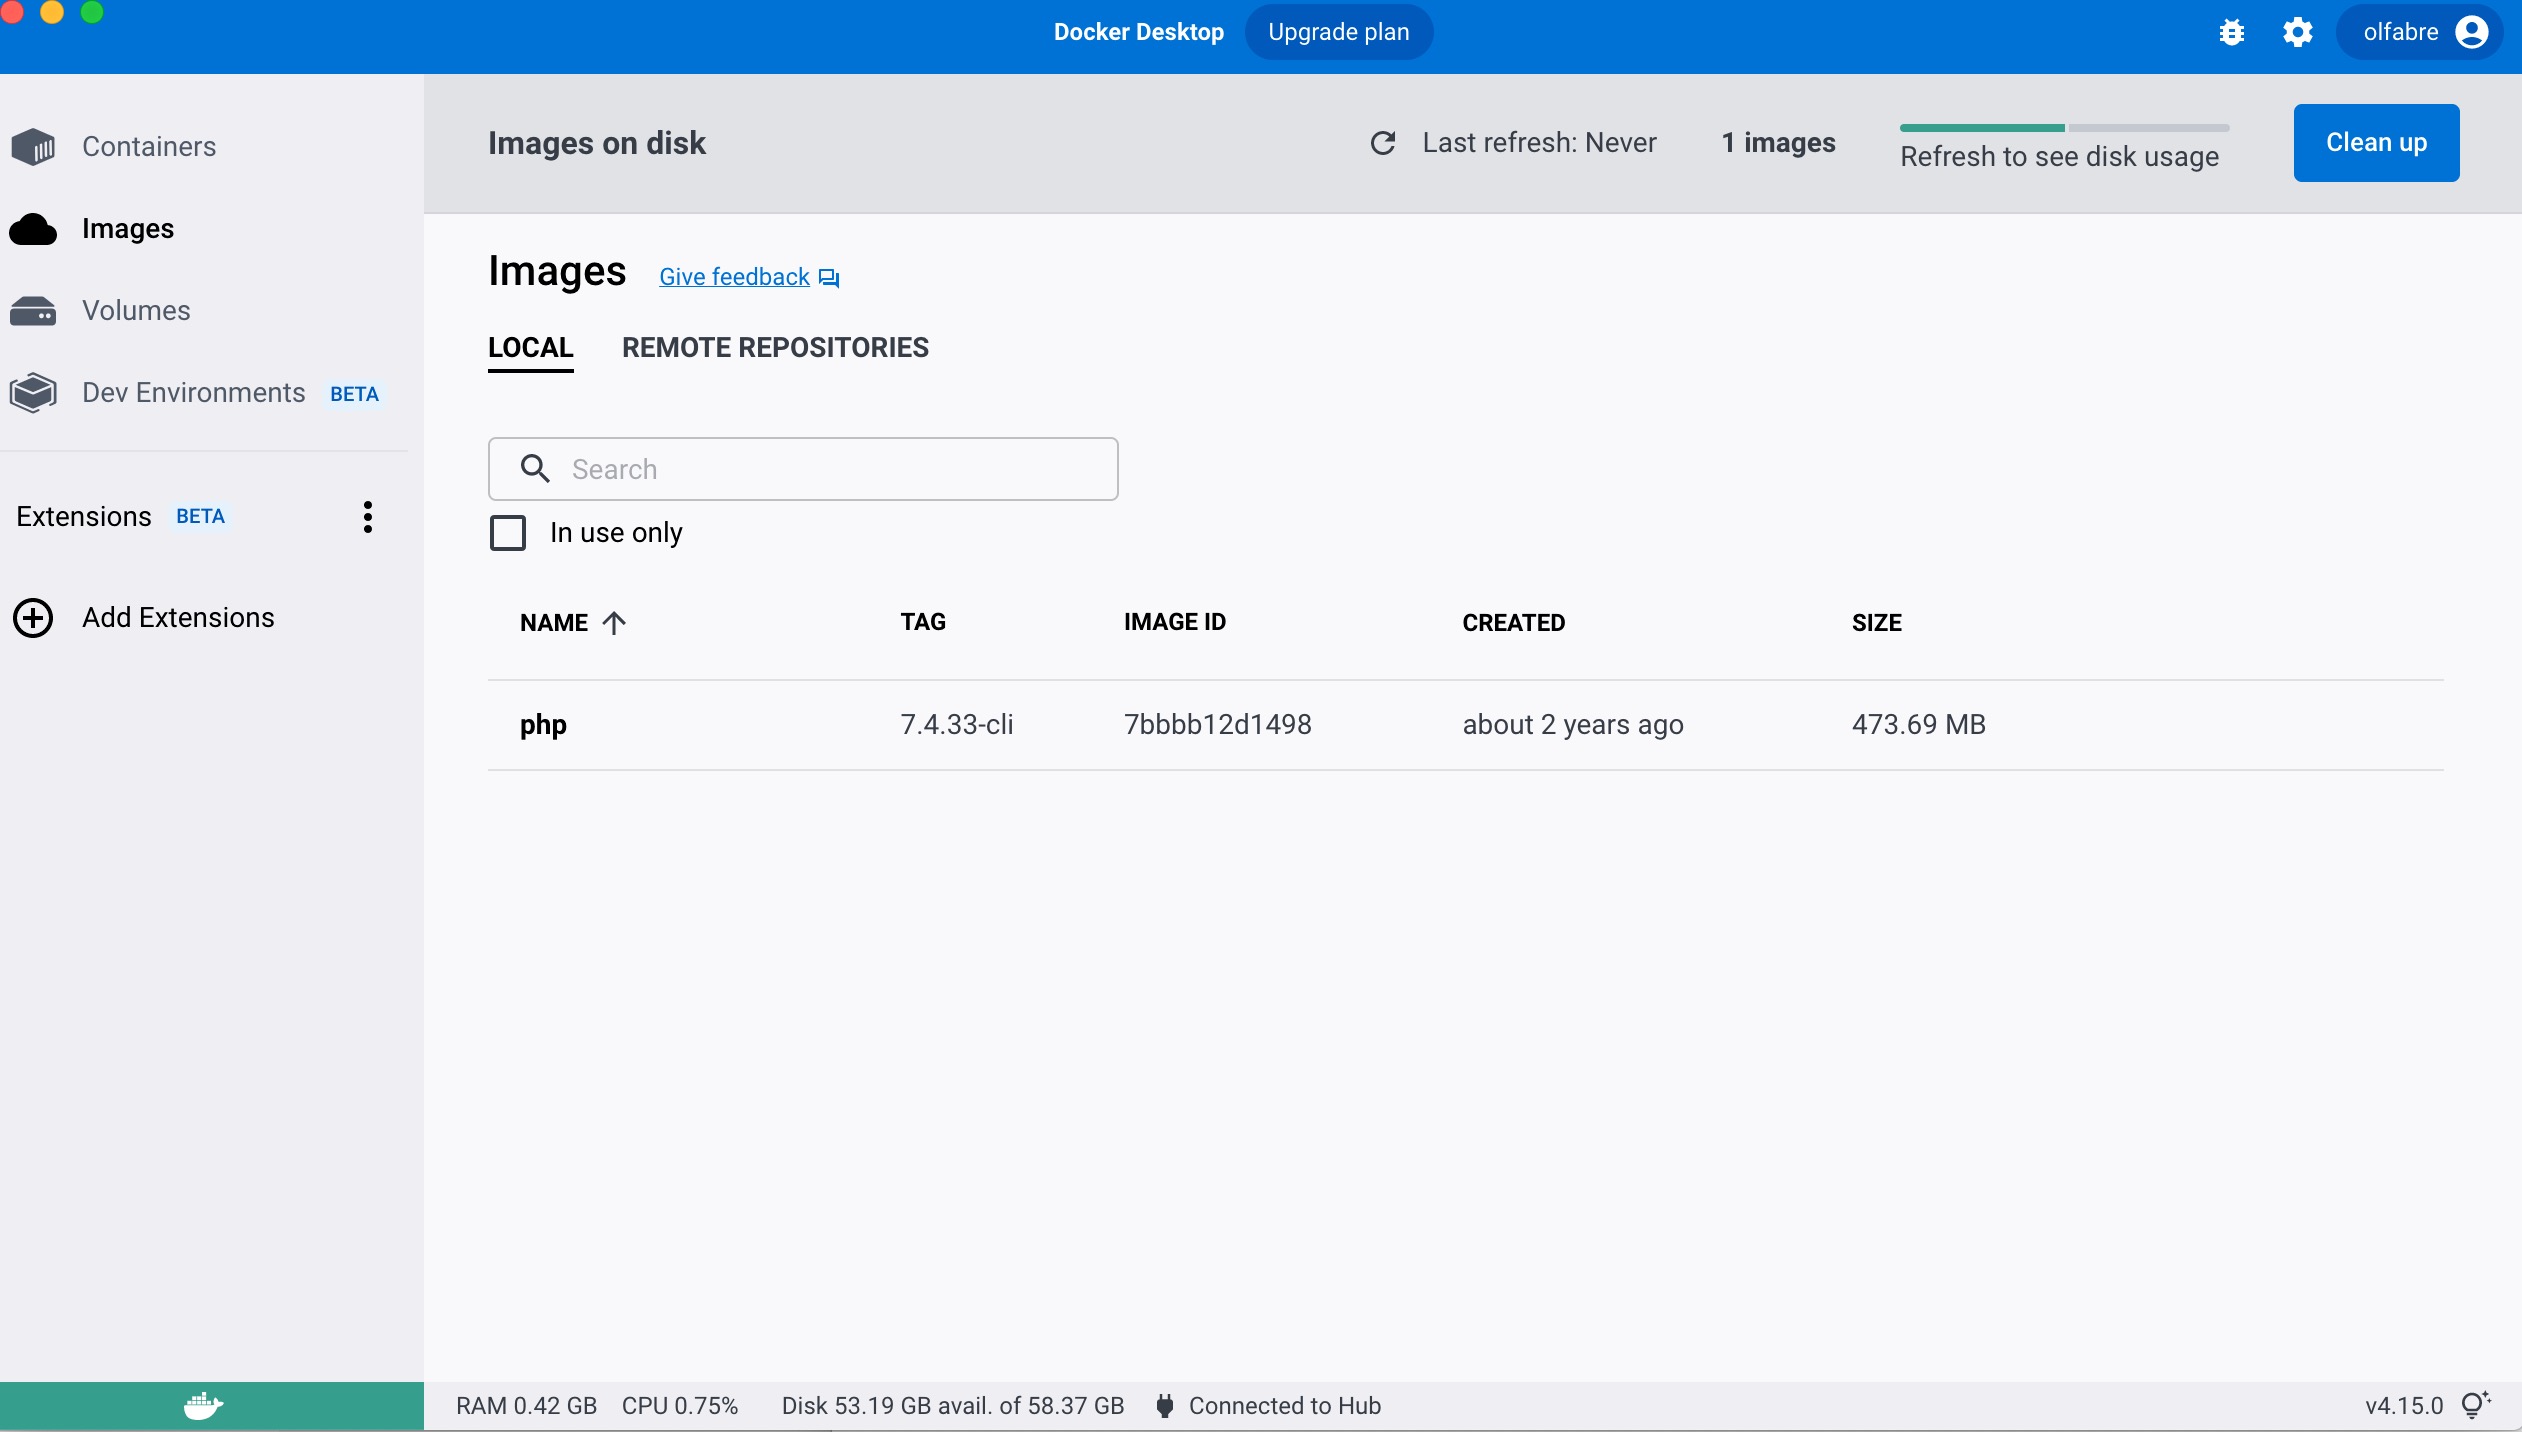 Docker Desktop Upgrade plan olfabre
Containers
Images
Volumes
Dev Environments BETA
Extensions BETA
Add Extensions
Images on disk Last refresh: Never 1 images Refresh to see disk usage Clean up
Images Give feedback
LOCAL REMOTE REPOSITORIES
Search
In use only
NAME TAG IMAGE ID CREATED SIZE
php 7.4.33-cli 7bbbb12d1498 about 2 years ago 473.69 MB
RAM 0.42 GB CPU 0.75% Disk 53.19 GB avail. of 58.37 GB Connected to Hub v4.15.0